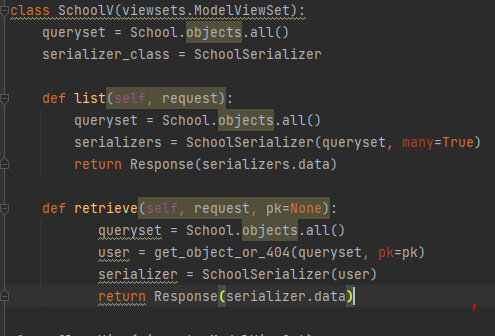 class SchoolV(viewsets.ModelViewSet):
    queryset = School.objects.all()
    serializer_class = SchoolSerializer
    def list(self, request):
        queryset = School.objects.all()
        serializers = SchoolSerializer(queryset, many=True)
        return Response(serializers.data)
    def retrieve(self, request, pk=None):
        queryset = School.objects.all()
        user = get_object_or_404(queryset, pk=pk)
        serializer = SchoolSerializer(user)
        return Response(serializer.data)